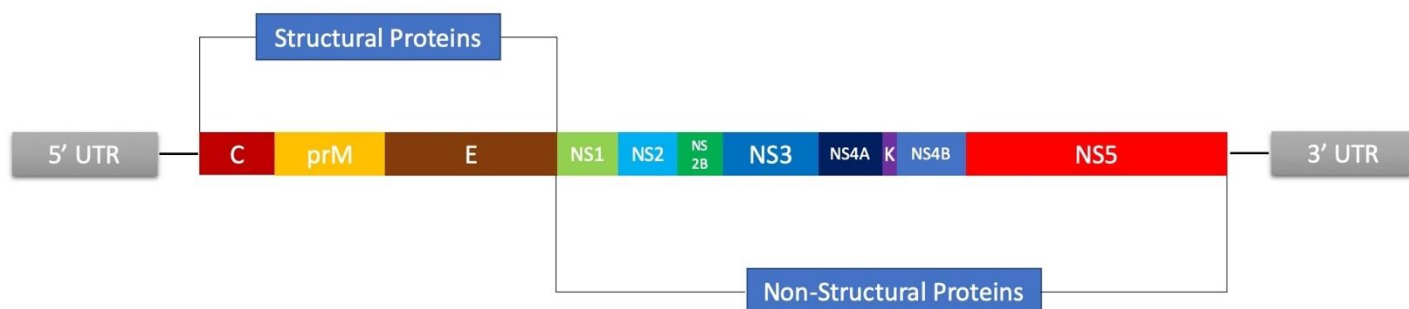 Structural Proteins
5' UTR C prM E NS1 NS2 NS NS3 NS4A K NS4B NS5 3' UTR
2B
Non-Structural Proteins